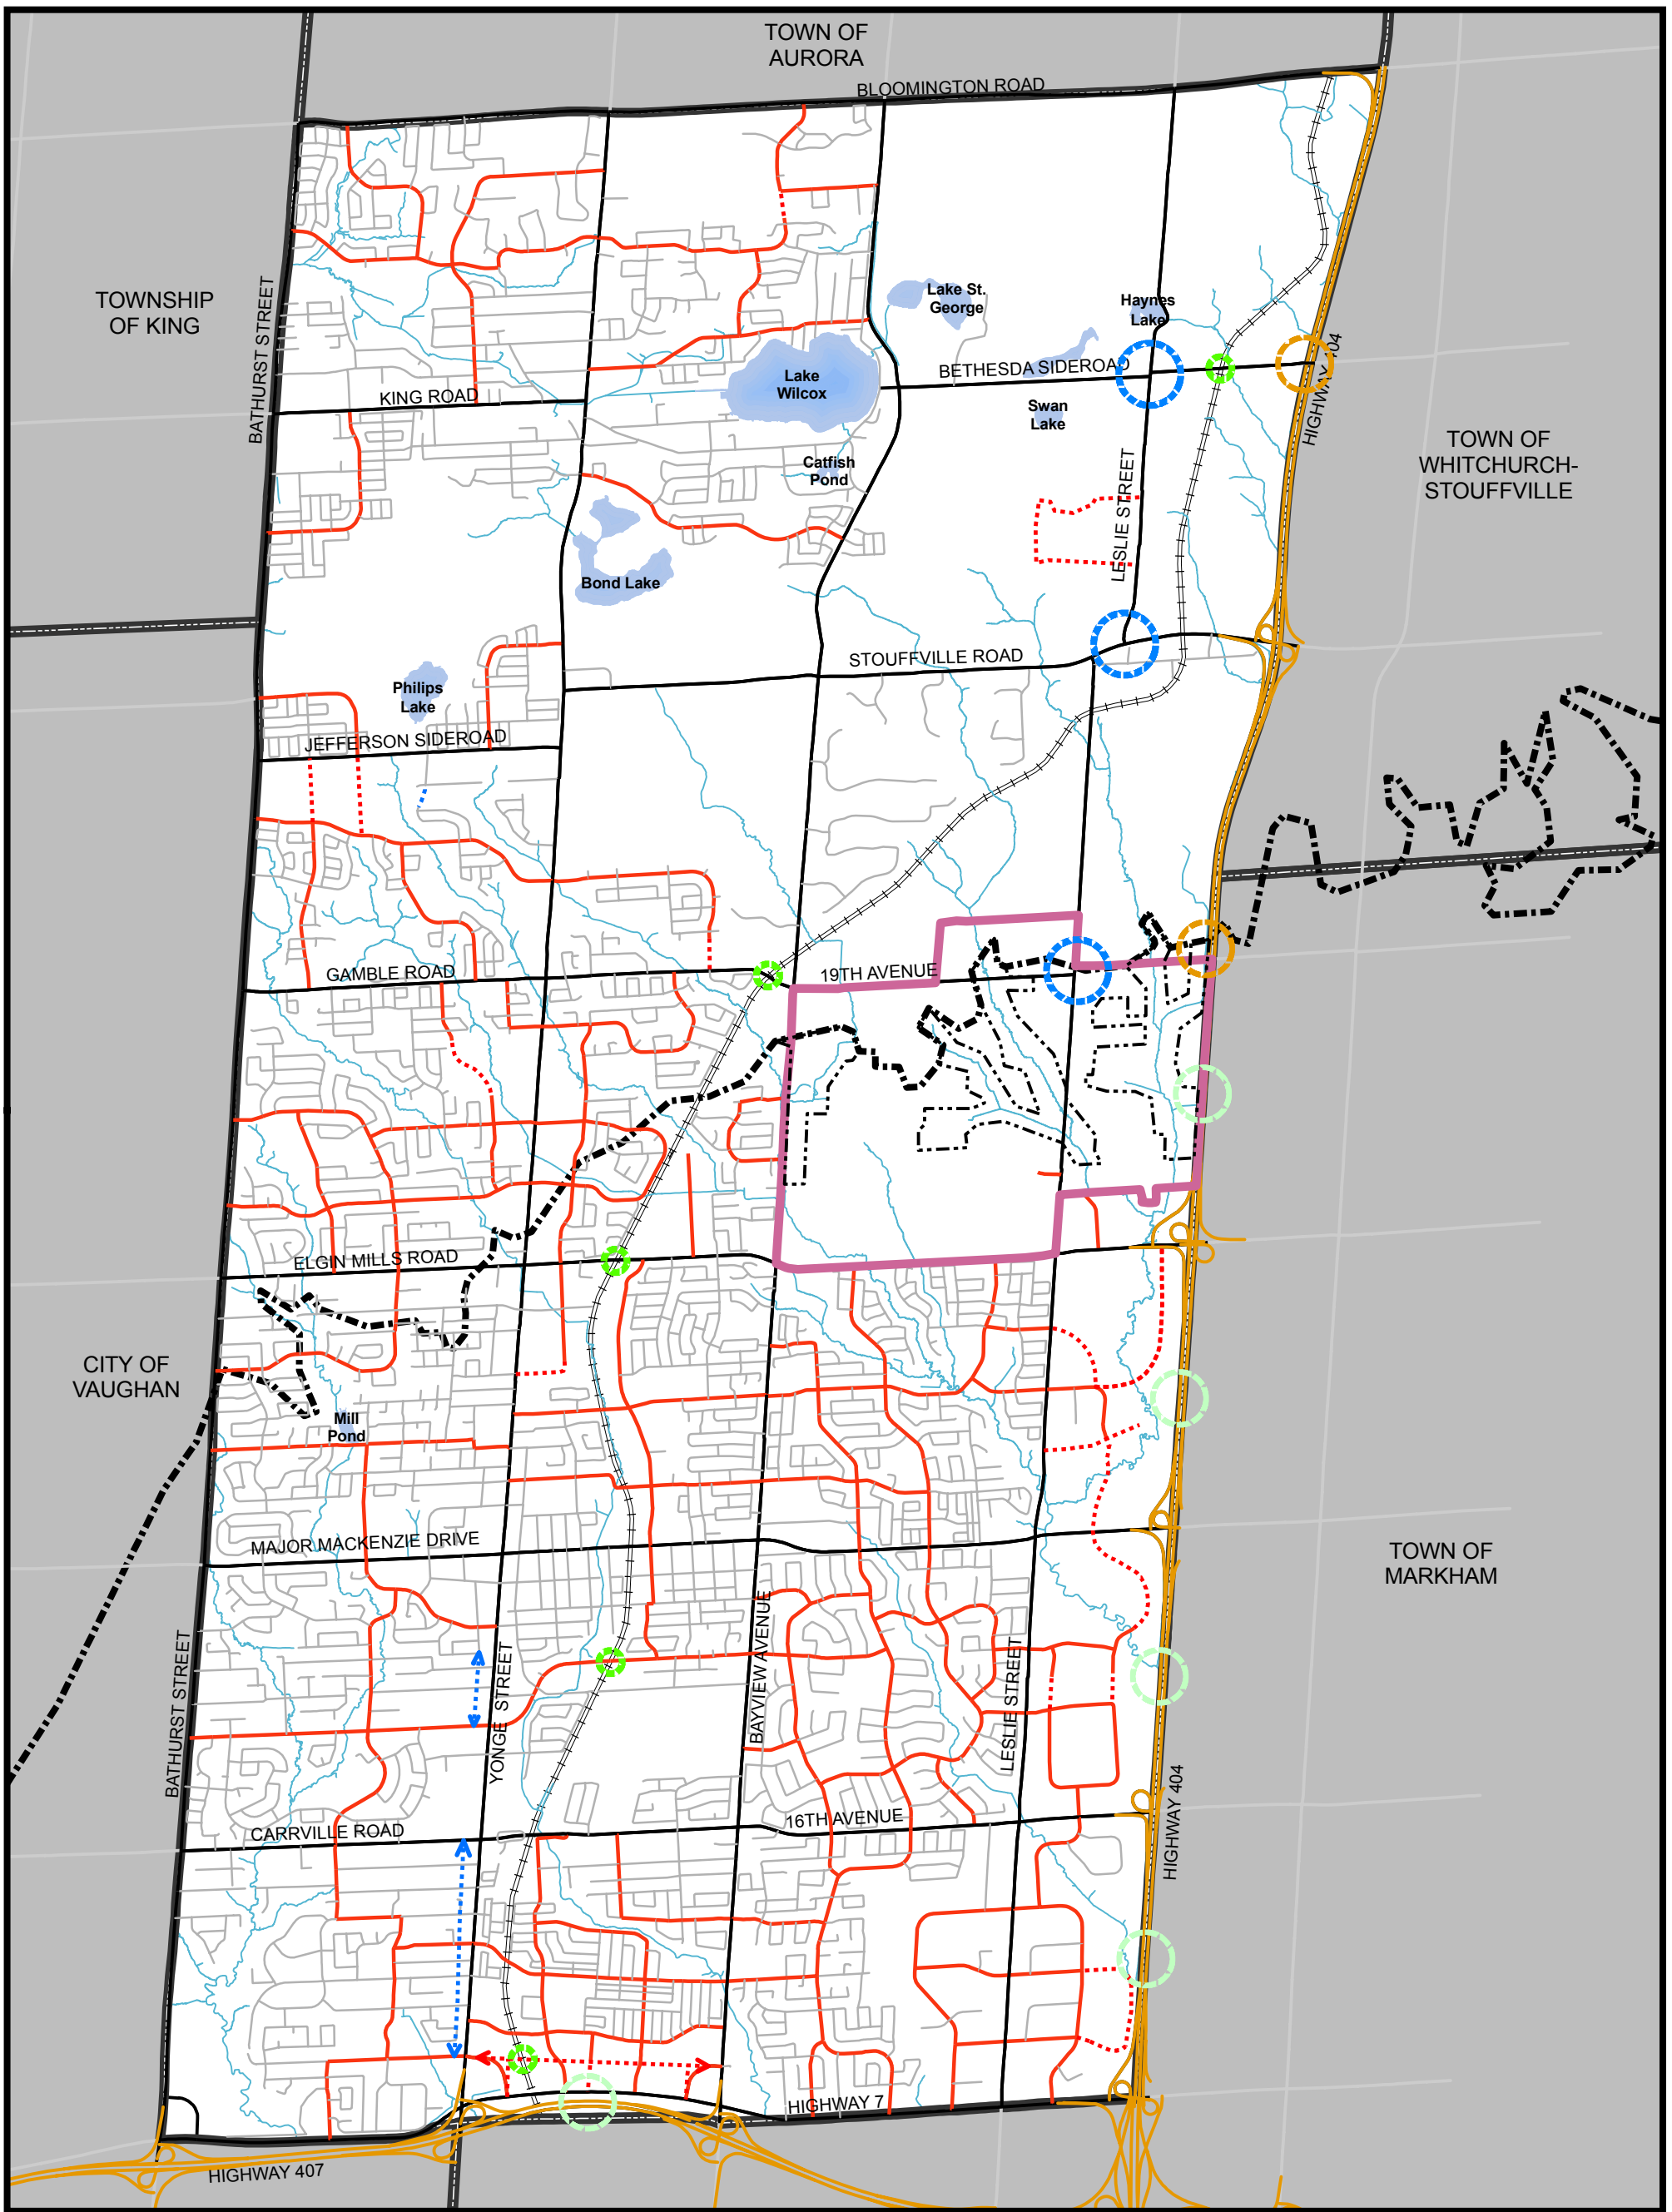 TOWN OF
AURORA
BLOOMINGTON ROAD
TOWNSHIP
OF KING
BATHURST STREET
Lake St.
George
Haynes
Lake
HIGHWAY 404
BETHESDA SIDEROAD
Lake
Wilcox
KING ROAD
Swan
Lake
TOWN OF
WHITCHURCH-
STOUFFVILLE
Catfish
Pond
LESLIE STREET
Bond Lake
STOUFFVILLE ROAD
Philips
Lake
JEFFERSON SIDEROAD
GAMBLE ROAD
19TH AVENUE
ELGIN MILLS ROAD
CITY OF
VAUGHAN
Mill
Pond
MAJOR MACKENZIE DRIVE
TOWN OF
MARKHAM
BATHURST STREET
YONGE STREET
BAYVIEW AVENUE
LESLIE STREET
HIGHWAY 404
16TH AVENUE
CARRVILLE ROAD
HIGHWAY 7
HIGHWAY 407